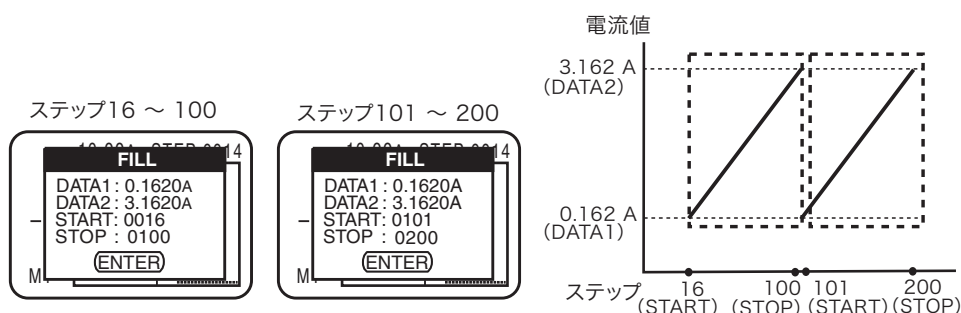 ステップ16 ～ 100
FILL
DATA1 : 0.1620A
DATA2 : 3.1620A
START: 0016
STOP : 0100
ENTER
M
ステップ101 ～ 200
14
FILL
DATA1 : 0.1620A
DATA2 : 3.1620A
START: 0101
STOP : 0200
ENTER
M
電流値
3.162 A
(DATA2)
0.162 A
(DATA1)
ステップ 16 100 101 200
(START) (STOP) (START) (STOP)